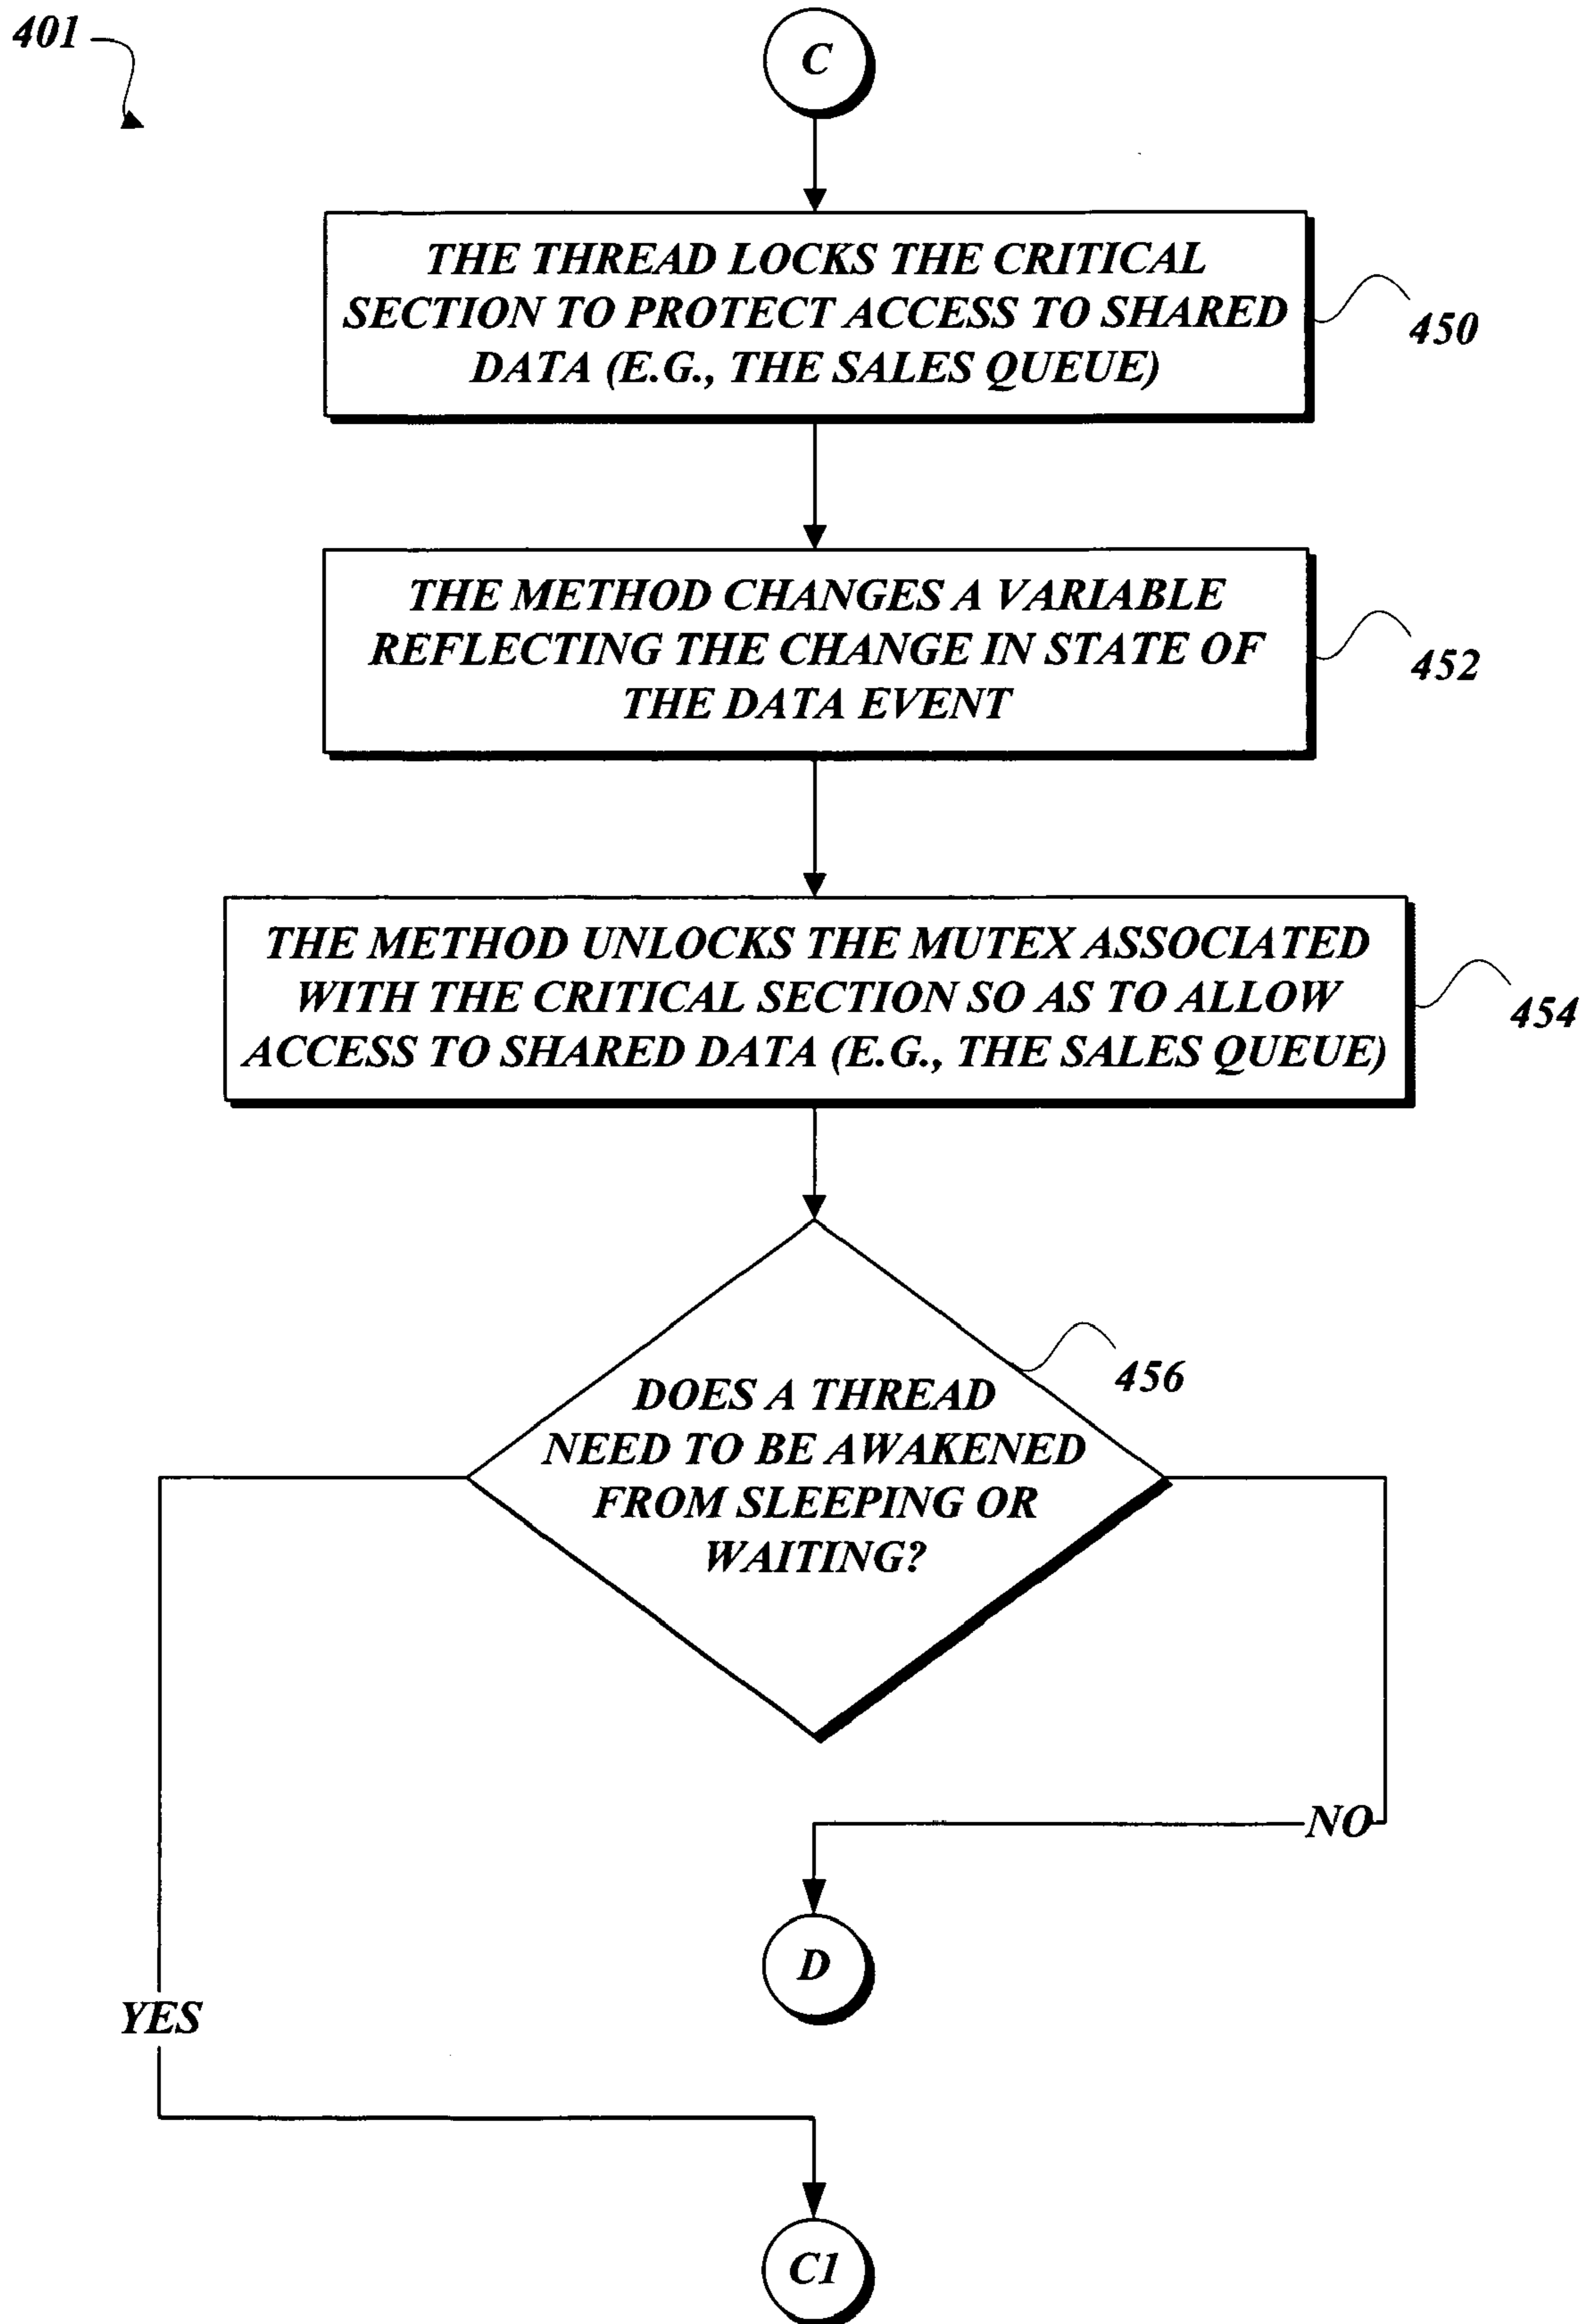 401
C
THE THREAD LOCKS THE CRITICAL
SECTION TO PROTECT ACCESS TO SHARED
DATA (E.G., THE SALES QUEUE)
450
THE METHOD CHANGES A VARIABLE
REFLECTING THE CHANGE IN STATE OF
THE DATA EVENT
452
THE METHOD UNLOCKS THE MUTEX ASSOCIATED
WITH THE CRITICAL SECTION SO AS TO ALLOW
ACCESS TO SHARED DATA (E.G., THE SALES QUEUE)
454
DOES A THREAD
NEED TO BE AWAKENED
FROM SLEEPING OR
WAITING?
456
NO
D
YES
C1